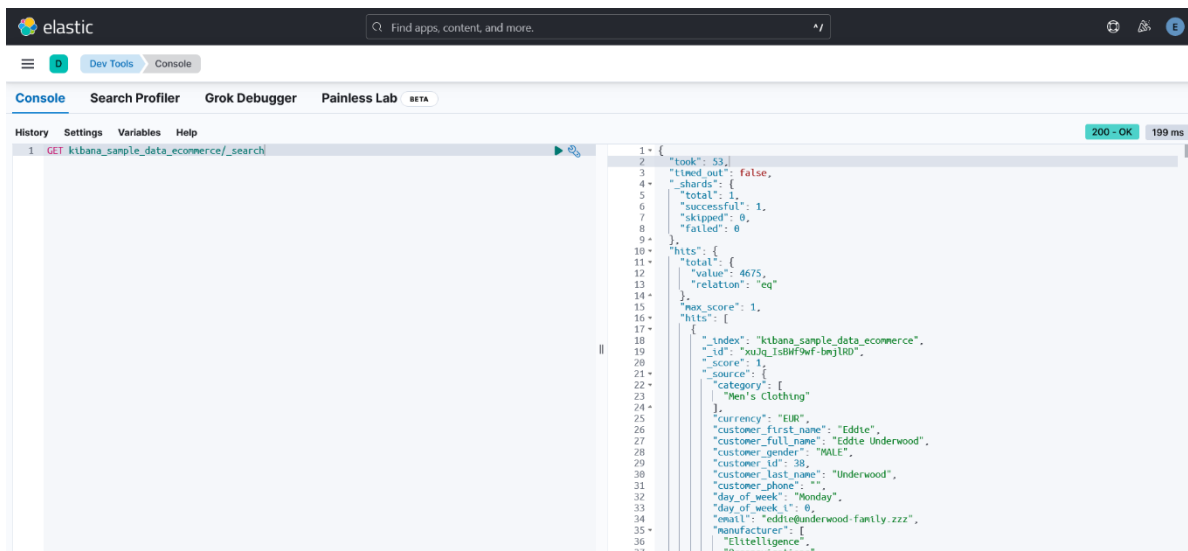 elastic
Find apps, content, and more.
^/
E
D
Dev Tools
Console
Console
Search Profiler
Grok Debugger
Painless Lab
BETA
History
Settings
Variables
Help
200 - OK
199 ms
1 GET kibana_sample_data_ecommerce/_search
1 {
2 "took": 53,
3 "timed_out": false,
4 "_shards": {
5 "total": 1,
6 "successful": 1,
7 "skipped": 0,
8 "failed": 0
9 },
10 "hits": {
11 "total": {
12 "value": 4675,
13 "relation": "eq"
14 },
15 "max_score": 1,
16 "hits": [
17 {
18 "_index": "kibana_sample_data_ecommerce",
19 "_id": "xuJq_IsBWf9wf-bmjlRD",
20 "_score": 1,
21 "_source": {
22 "category": [
23 "Men's Clothing"
24 ],
25 "currency": "EUR",
26 "customer_first_name": "Eddie",
27 "customer_full_name": "Eddie Underwood",
28 "customer_gender": "MALE",
29 "customer_id": 38,
30 "customer_last_name": "Underwood",
31 "customer_phone": "",
32 "day_of_week": "Monday",
33 "day_of_week_i": 0,
34 "email": "eddie@underwood-family.zzz",
35 "manufacturer": [
36 "Elitelligence",